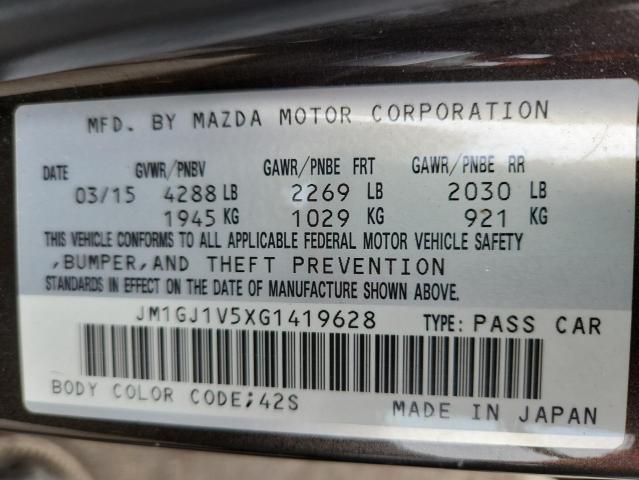 MFD. BY MAZDA MOTOR CORPORATION
DATE GVWR/PNBV GAWR/PNBE FRT GAWR/PNBE RR
03/15 4288 LB 2269 LB 2030 LB
1945 KG 1029 KG 921 KG
THIS VEHICLE CONFORMS TO ALL APPLICABLE FEDERAL MOTOR VEHICLE SAFETY
,BUMPER,AND THEFT PREVENTION
STANDARDS IN EFFECT ON THE DATE OF MANUFACTURE SHOWN ABOVE.
JM1GJ1V5XG1419628 TYPE: PASS CAR
BODY COLOR CODE;42S MADE IN JAPAN